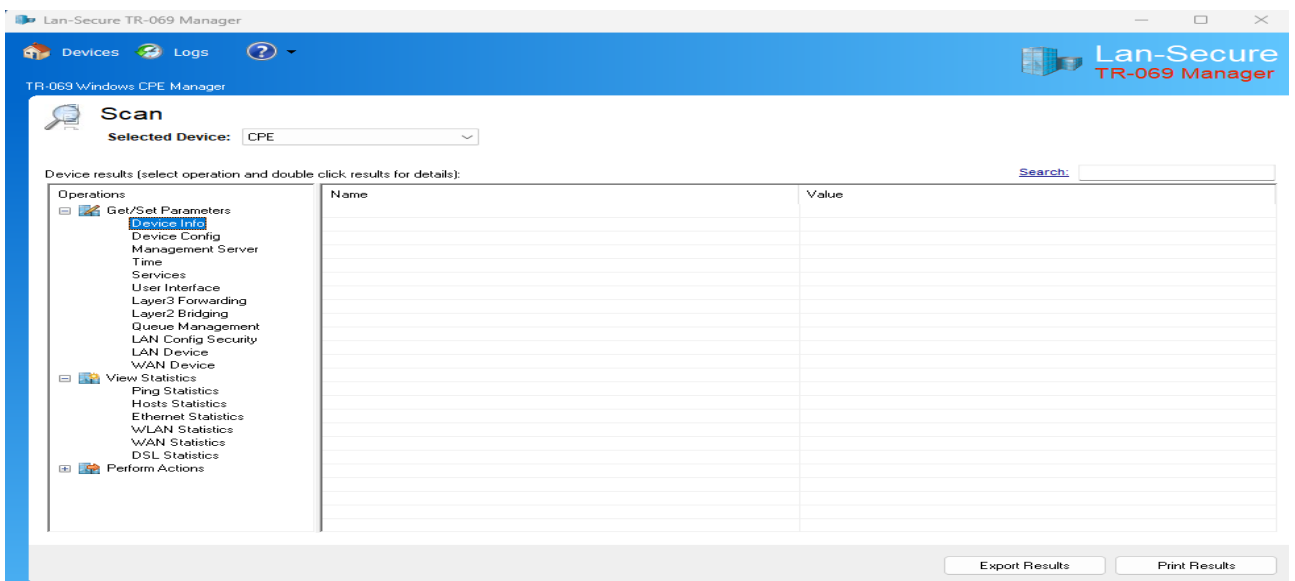 Lan-Secure TR-069 Manager
Devices Logs ?
Lan-Secure
TR-069 Manager
TR-069 Windows CPE Manager
Scan
Selected Device: CPE
Device results (select operation and double click results for details):
Search:
Operations
Name
Value
Get/Set Parameters
Device Info
Device Config
Management Server
Time
Services
User Interface
Layer3 Forwarding
Layer2 Bridging
Queue Management
LAN Config Security
LAN Device
WAN Device
View Statistics
Ping Statistics
Hosts Statistics
Ethernet Statistics
WLAN Statistics
WAN Statistics
DSL Statistics
Perform Actions
Export Results
Print Results